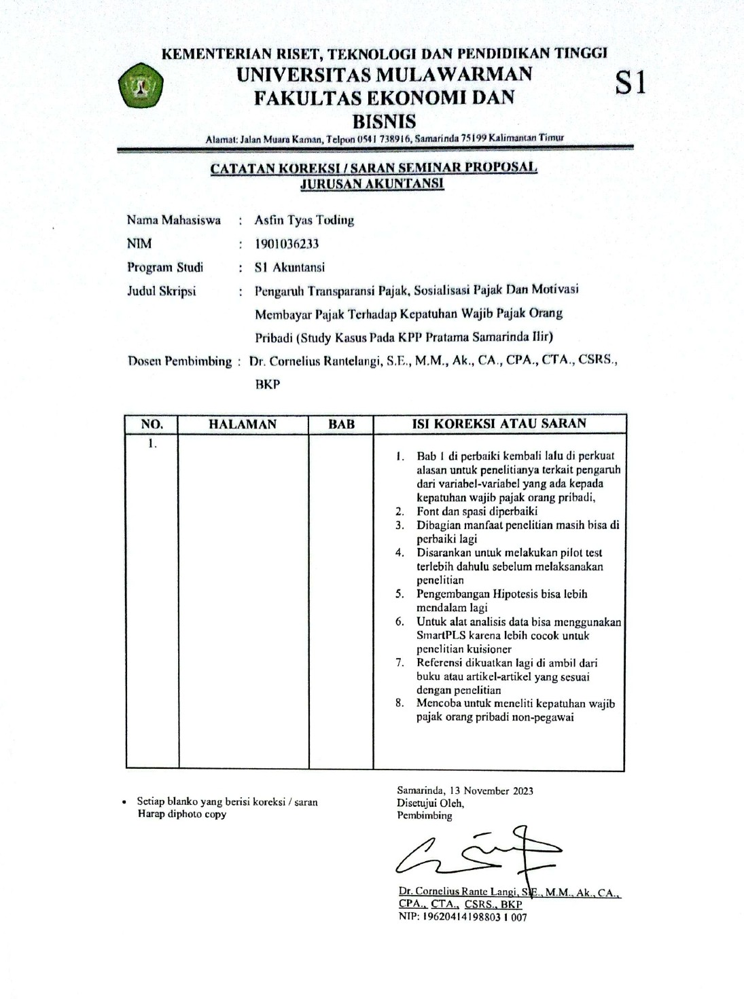 KEMENTERIAN RISET, TEKNOLOGI DAN PENDIDIKAN TINGGI
UNIVERSITAS MULAWARMAN
FAKULTAS EKONOMI DAN
BISNIS
S1
Alamat: Jalan Muara Kaman, Telpon 0541 738916, Samarinda 75199 Kalimantan Timur
CATATAN KOREKSI / SARAN SEMINAR PROPOSAL
JURUSAN AKUNTANSI
Nama Mahasiswa : Asfin Tyas Toding
NIM : 1901036233
Program Studi : S1 Akuntansi
Judul Skripsi : Pengaruh Transparansi Pajak, Sosialisasi Pajak Dan Motivasi
Membayar Pajak Terhadap Kepatuhan Wajib Pajak Orang
Pribadi (Study Kasus Pada KPP Pratama Samarinda Ilir)
Dosen Pembimbing : Dr. Cornelius Rantelangi, S.E., M.M., Ak., CA., CPA., CTA., CSRS.,
BKP
NO. HALAMAN BAB ISI KOREKSI ATAU SARAN
1.
1. Bab 1 di perbaiki kembali lalu di perkuat
alasan untuk penelitianya terkait pengaruh
dari variabel-variabel yang ada kepada
kepatuhan wajib pajak orang pribadi,
2. Font dan spasi diperbaiki
3. Dibagian manfaat penelitian masih bisa di
perbaiki lagi
4. Disarankan untuk melakukan pilot test
terlebih dahulu sebelum melaksanakan
penelitian
5. Pengembangan Hipotesis bisa lebih
mendalam lagi
6. Untuk alat analisis data bisa menggunakan
SmartPLS karena lebih cocok untuk
penelitian kuisioner
7. Referensi dikuatkan lagi di ambil dari
buku atau artikel-artikel yang sesuai
dengan penelitian
8. Mencoba untuk meneliti kepatuhan wajib
pajak orang pribadi non-pegawai
• Setiap blanko yang berisi koreksi / saran
Harap diphoto copy
Samarinda, 13 November 2023
Disetujui Oleh,
Pembimbing
Dr. Cornelius Rante Langi, S.E., M.M., Ak., CA.,
CPA., CTA., CSRS., BKP
NIP: 19620414198803 1 007